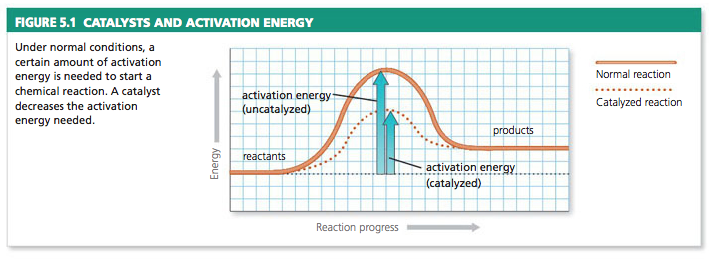 FIGURE 5.1 CATALYSTS AND ACTIVATION ENERGY
Under normal conditions, a
certain amount of activation
energy is needed to start a
chemical reaction. A catalyst
decreases the activation
energy needed.
activation energy
(uncatalyzed)
reactants
products
activation energy
(catalyzed)
Energy
Reaction progress
Normal reaction
Catalyzed reaction